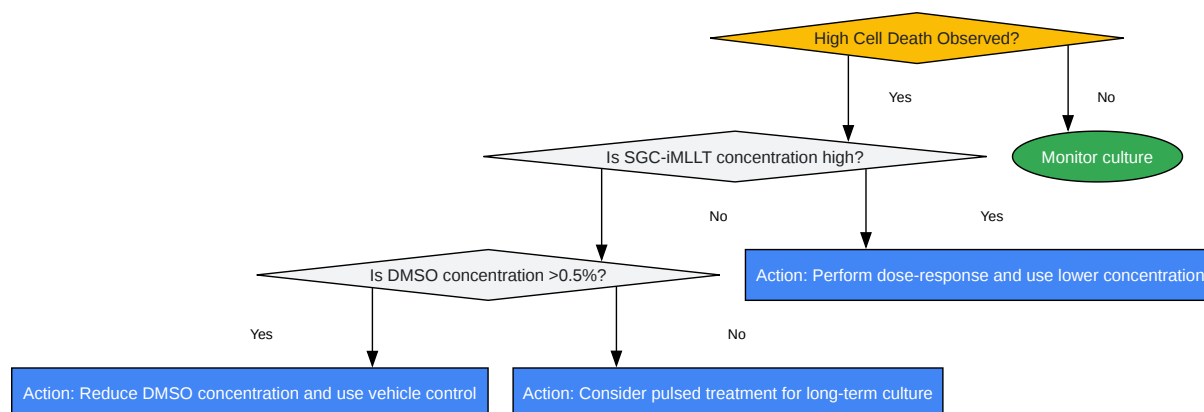 High Cell Death Observed?
Yes
No
Is SGC-iMLLT concentration high?
Monitor culture
No
Yes
Is DMSO concentration >0.5%?
Action: Perform dose-response and use lower concentration
Yes
No
Action: Reduce DMSO concentration and use vehicle control
Action: Consider pulsed treatment for long-term culture